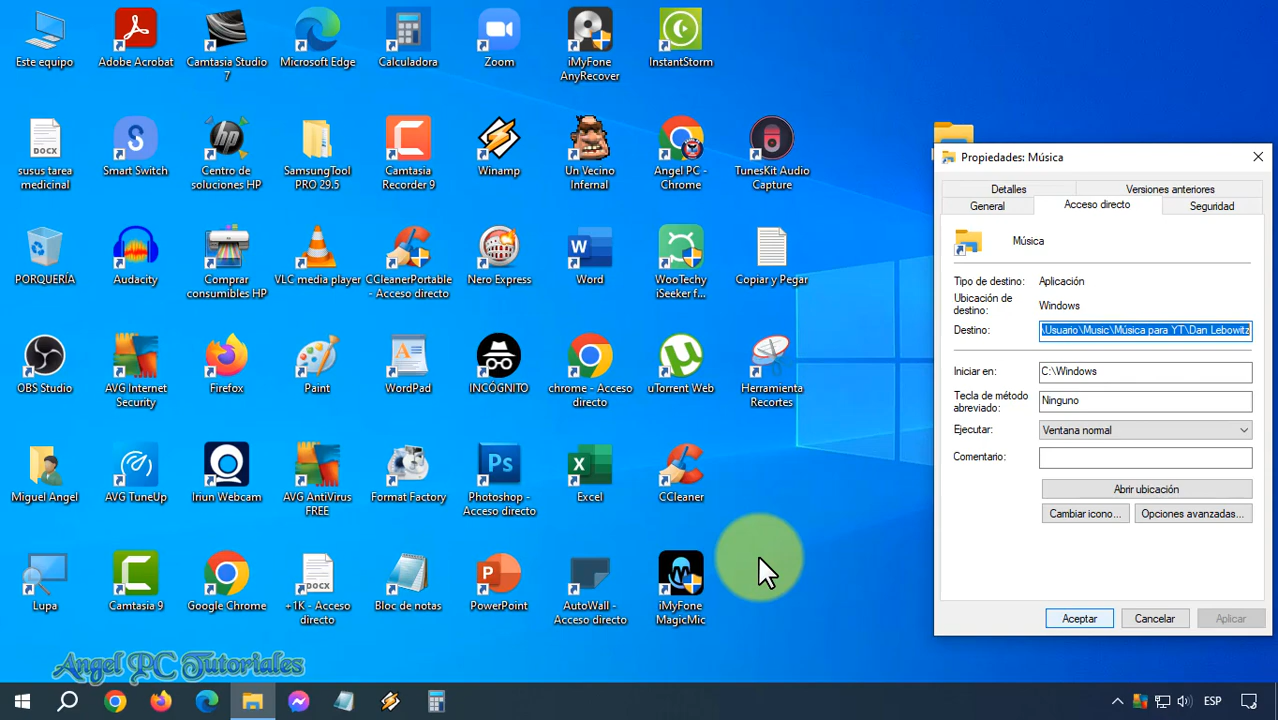 Este equipo
Adobe Acrobat
Camtasia Studio
7
Microsoft Edge
Calculadora
Zoom
iMyFone
AnyRecover
InstantStorm
susus tarea
medicinal
Smart Switch
Centro de
soluciones HP
SamsungTool
PRO 29.5
Camtasia
Recorder 9
Winamp
Un Vecino
Infernal
Angel PC -
Chrome
TunesKit Audio
Capture
PORQUERÍA
Audacity
Comprar
consumibles HP
VLC media player
CCleanerPortable
- Acceso directo
Nero Express
Word
WooTechy
iSeeker f...
Copiar y Pegar
OBS Studio
AVG Internet
Security
Firefox
Paint
WordPad
INCÓGNITO
chrome - Acceso
directo
uTorrent Web
Herramienta
Recortes
Miguel Angel
AVG TuneUp
Iriun Webcam
AVG AntiVirus
FREE
Format Factory
Photoshop -
Acceso directo
Excel
CCleaner
Lupa
Camtasia 9
Google Chrome
+1K - Acceso
directo
Bloc de notas
PowerPoint
AutoWall -
Acceso directo
iMyFone
MagicMic
Propiedades: Música
Detalles
Versiones anteriores
General
Acceso directo
Seguridad
Música
Tipo de destino: Aplicación
Ubicación de
destino: Windows
Destino: \Usuario\Music\Música para YT\Dan Lebowitz
Iniciar en: C:\Windows
Tecla de método
abreviado: Ninguno
Ejecutar: Ventana normal
Comentario:
Abrir ubicación
Cambiar icono...
Opciones avanzadas...
Aceptar
Cancelar
Aplicar
Angel PC Tutoriales
ESP